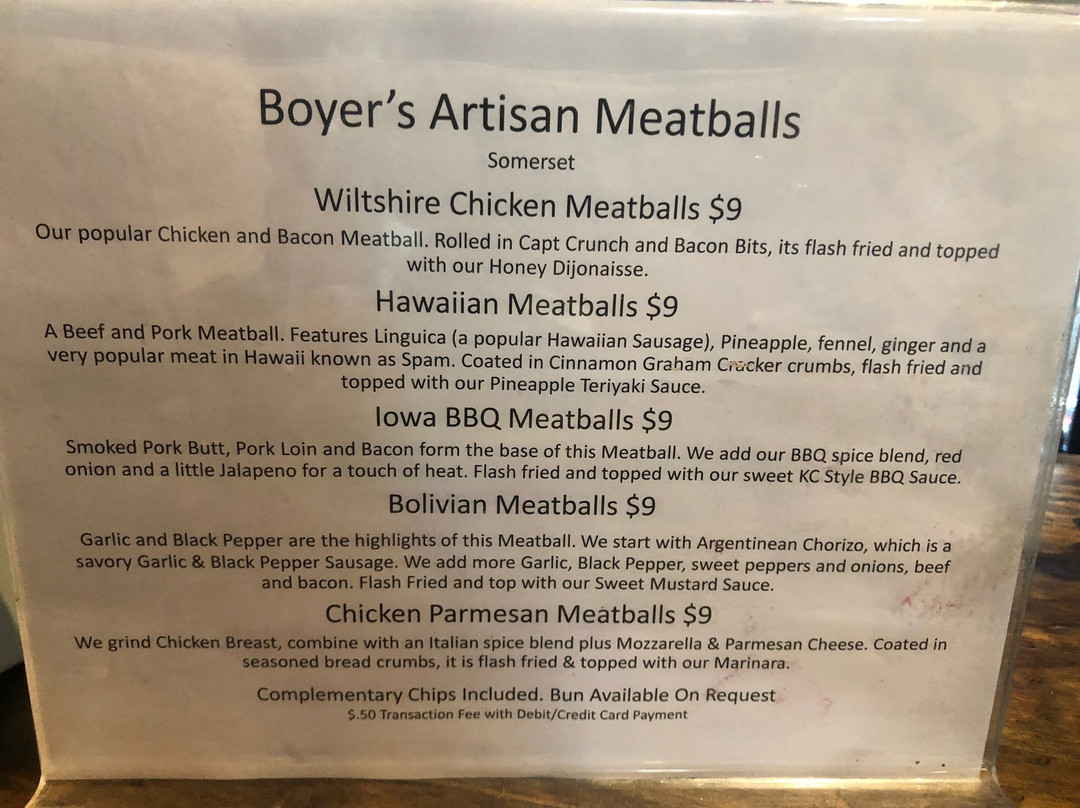 Boyer's Artisan Meatballs
Somerset
Wiltshire Chicken Meatballs $9
Our popular Chicken and Bacon Meatball. Rolled in Capt Crunch and Bacon Bits, its flash fried and topped
with our Honey Dijonaisse.
Hawaiian Meatballs $9
A Beef and Pork Meatball. Features Linguica (a popular Hawaiian Sausage), Pineapple, fennel, ginger and a
very popular meat in Hawaii known as Spam. Coated in Cinnamon Graham Cracker crumbs, flash fried and
topped with our Pineapple Teriyaki Sauce.
Iowa BBQ Meatballs $9
Smoked Pork Butt, Pork Loin and Bacon form the base of this Meatball. We add our BBQ spice blend, red
onion and a little Jalapeno for a touch of heat. Flash fried and topped with our sweet KC Style BBQ Sauce.
Bolivian Meatballs $9
Garlic and Black Pepper are the highlights of this Meatball. We start with Argentinean Chorizo, which is a
savory Garlic & Black Pepper Sausage. We add more Garlic, Black Pepper, sweet peppers and onions, beef
and bacon. Flash Fried and top with our Sweet Mustard Sauce.
Chicken Parmesan Meatballs $9
We grind Chicken Breast, combine with an Italian spice blend plus Mozzarella & Parmesan Cheese. Coated in
seasoned bread crumbs, it is flash fried & topped with our Marinara.
Complementary Chips Included. Bun Available On Request
$.50 Transaction Fee with Debit/Credit Card Payment